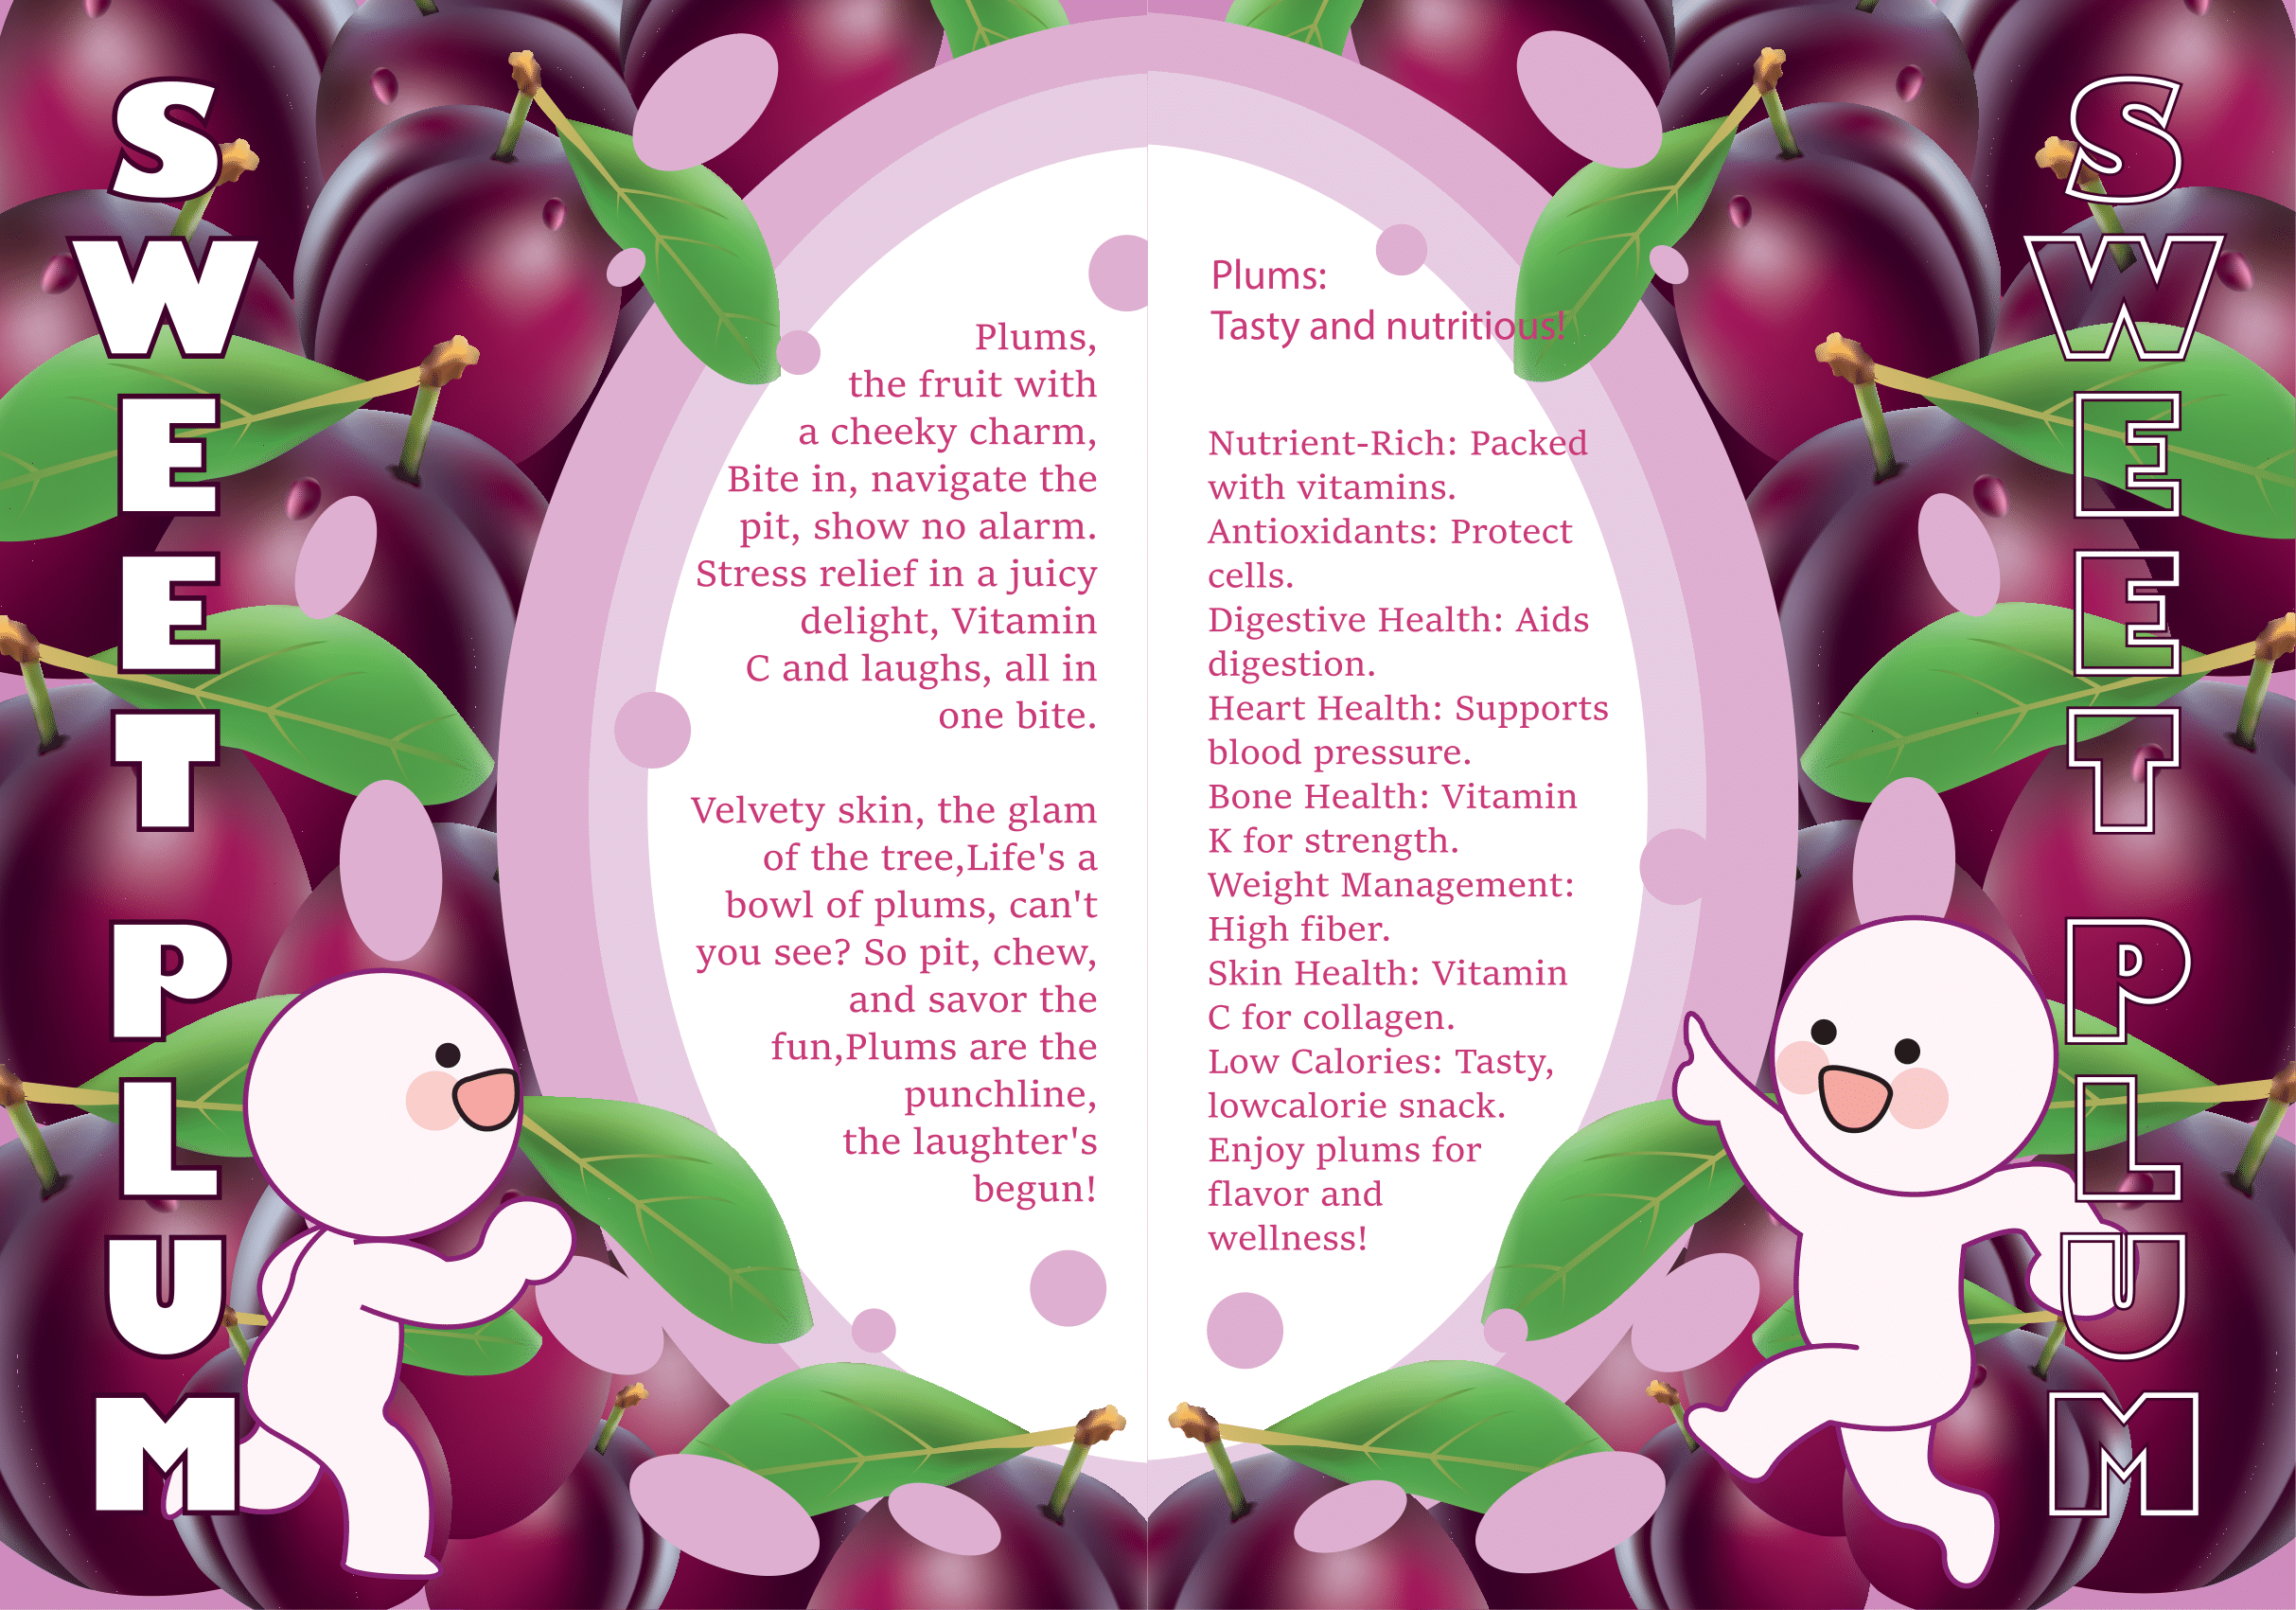 SWEET PLUM
Plums,
the fruit with
a cheeky charm,
Bite in, navigate the
pit, show no alarm.
Stress relief in a juicy
delight, Vitamin
C and laughs, all in
one bite.
Velvety skin, the glam
of the tree,Life's a
bowl of plums, can't
you see? So pit, chew,
and savor the
fun,Plums are the
punchline,
the laughter's
begun!
Plums:
Tasty and nutritious!
Nutrient-Rich: Packed
with vitamins.
Antioxidants: Protect
cells.
Digestive Health: Aids
digestion.
Heart Health: Supports
blood pressure.
Bone Health: Vitamin
K for strength.
Weight Management:
High fiber.
Skin Health: Vitamin
C for collagen.
Low Calories: Tasty,
lowcalorie snack.
Enjoy plums for
flavor and
wellness!
SWEET PLUM